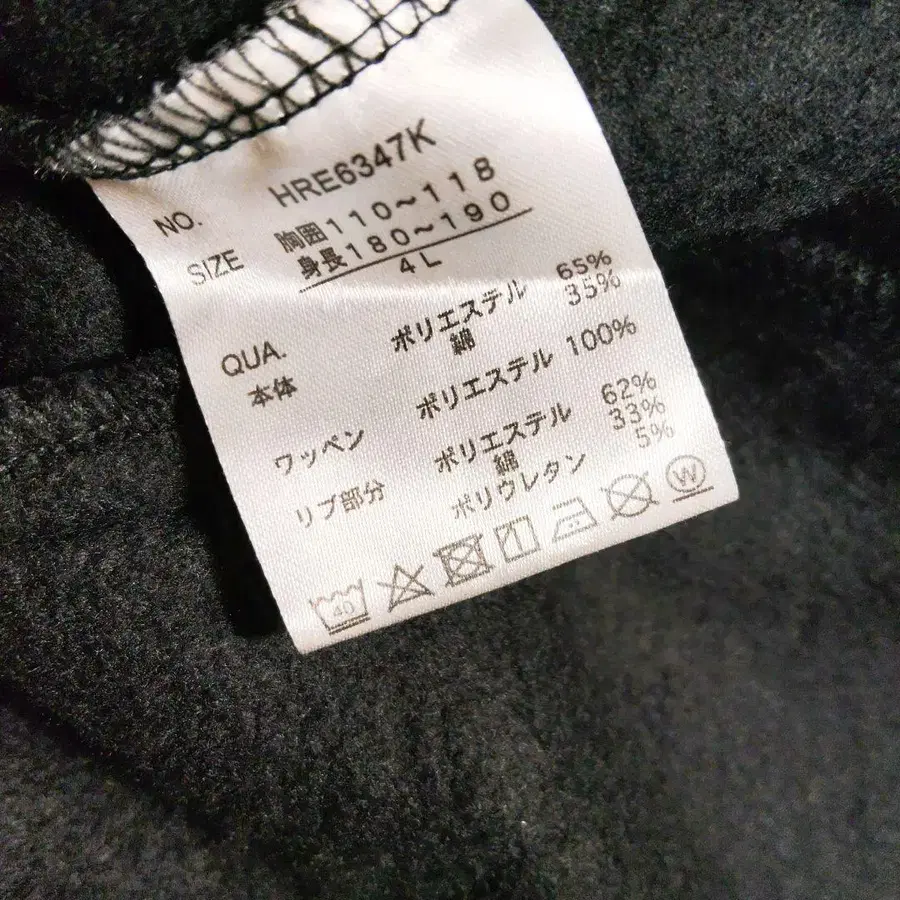 NO. HRE6347K
SIZE 胸囲110～118
身長180～190
4L
QUA.
本体 ポリエステル 65%
綿 35%
ワッペン ポリエステル 100%
リブ部分 ポリエステル 62%
綿 33%
ポリウレタン 5%
40 W